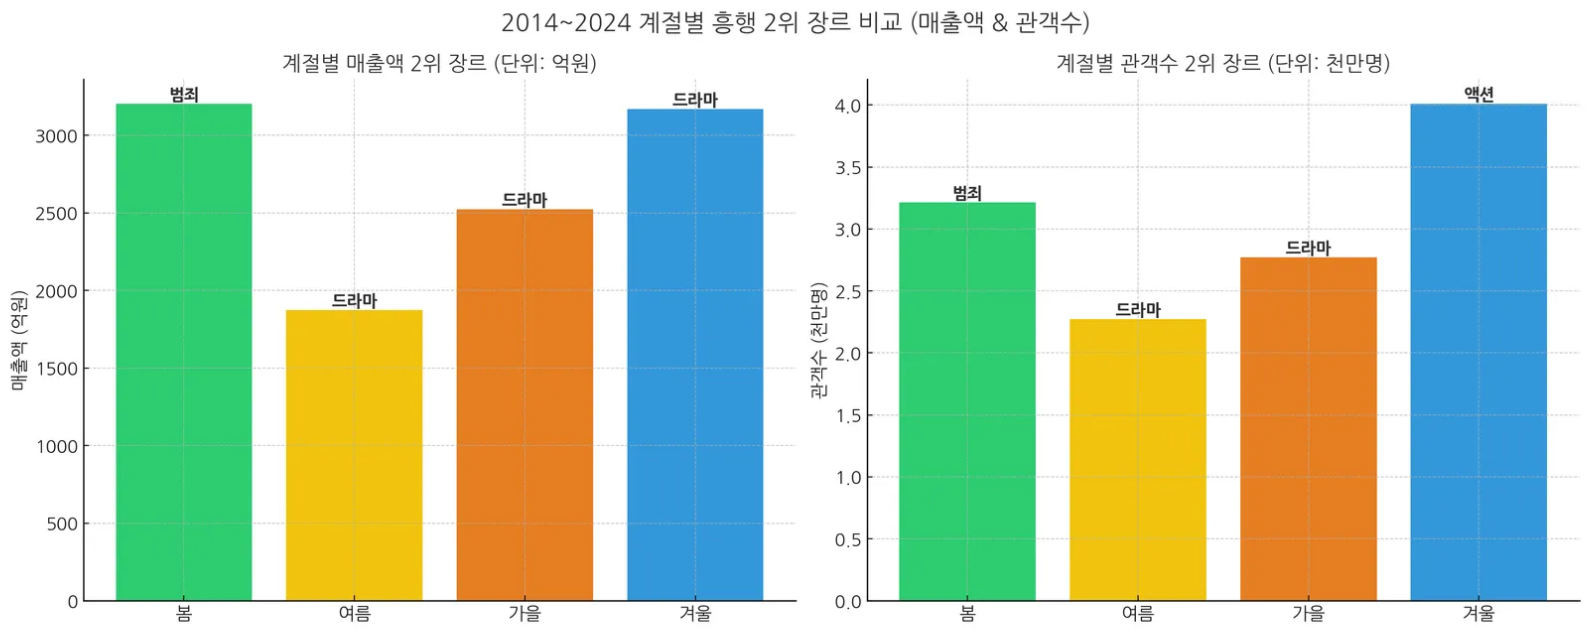 2014~2024 계절별 흥행 2위 장르 비교 (매출액 & 관객수)
계절별 매출액 2위 장르 (단위: 억원)
매출액 (억원)
3000
2500
2000
1500
1000
500
0
범죄
드라마
드라마
드라마
봄
여름
가을
겨울
계절별 관객수 2위 장르 (단위: 천만명)
관객수 (천만명)
4.0
3.5
3.0
2.5
2.0
1.5
1.0
0.5
0.0
범죄
드라마
드라마
액션
봄
여름
가을
겨울